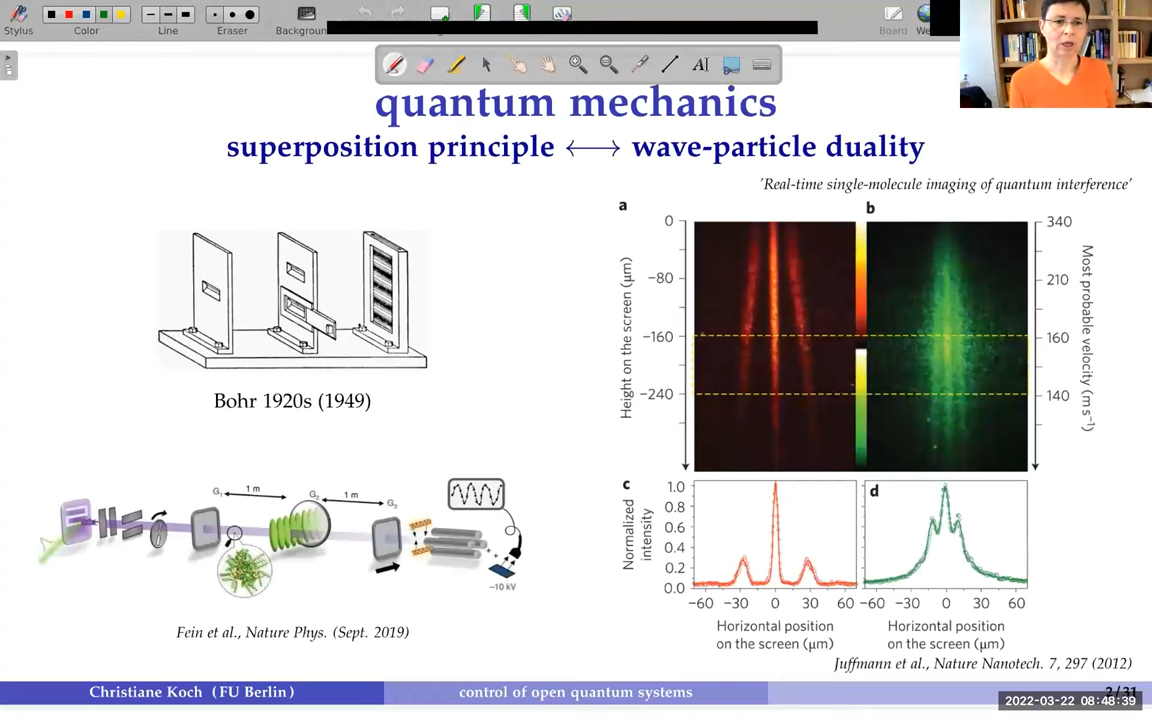 Stylus
Color
Line
Eraser
Board
quantum mechanics
superposition principle ⟷ wave-particle duality
'Real-time single-molecule imaging of quantum interference'
Bohr 1920s (1949)
G₁
1 m
G₂
1 m
G₃
~10 kV
Fein et al., Nature Phys. (Sept. 2019)
a
b
0
−80
−160
−240
Height on the screen (μm)
340
210
160
140
Most probable velocity (m s⁻¹)
c
d
1.0
0.8
0.6
0.4
0.2
0.0
Normalized
intensity
−60 −30 0 30 60
−60 −30 0 30 60
Horizontal position
on the screen (μm)
Horizontal position
on the screen (μm)
Juffmann et al., Nature Nanotech. 7, 297 (2012)
Christiane Koch (FU Berlin)
control of open quantum systems
2/31
2022-03-22 08:48:39